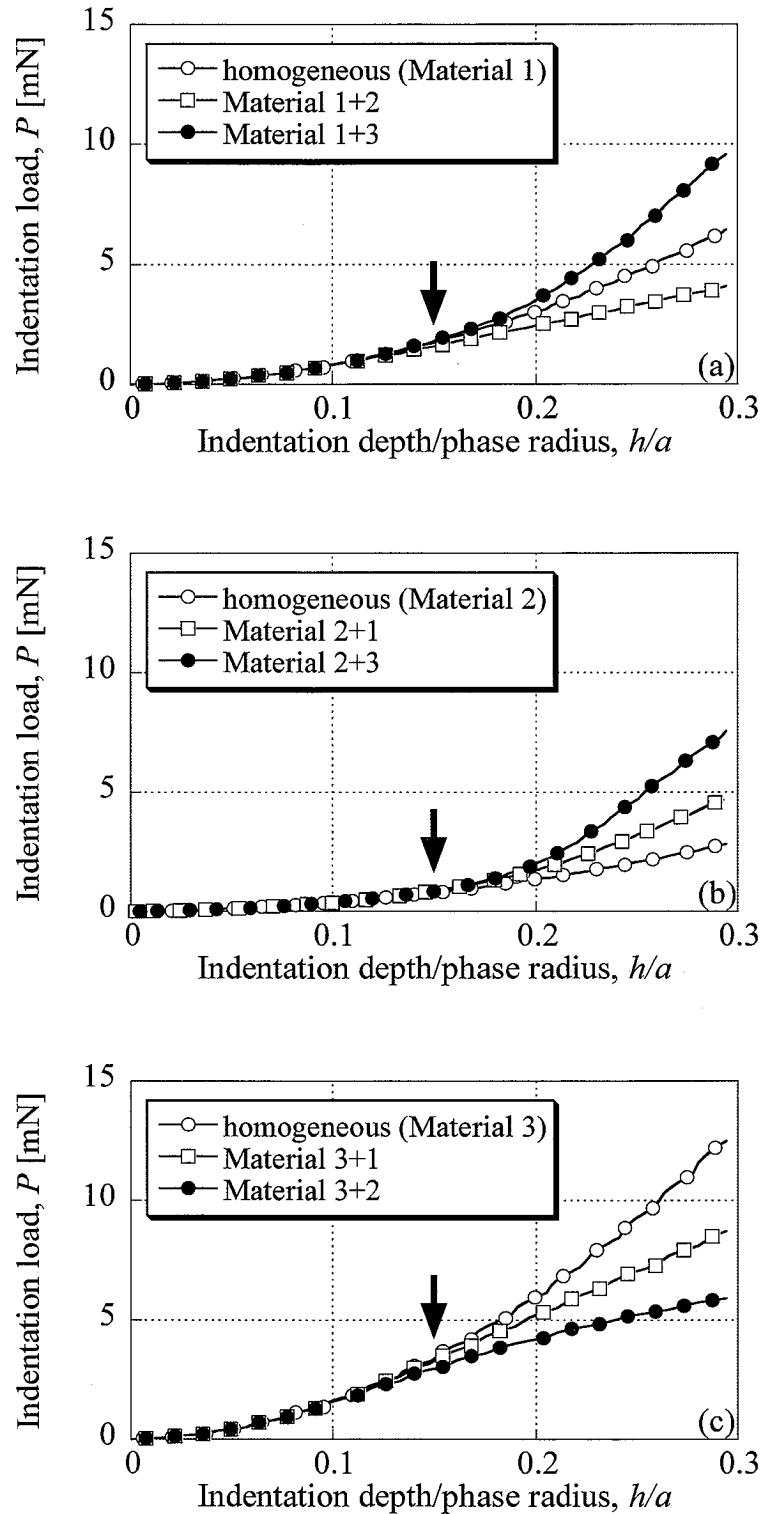 15
10
5
0
Indentation load, P [mN]
homogeneous (Material 1)
Material 1+2
Material 1+3
(a)
0 0.1 0.2 0.3
Indentation depth/phase radius, h/a
15
10
5
0
Indentation load, P [mN]
homogeneous (Material 2)
Material 2+1
Material 2+3
(b)
0 0.1 0.2 0.3
Indentation depth/phase radius, h/a
15
10
5
0
Indentation load, P [mN]
homogeneous (Material 3)
Material 3+1
Material 3+2
(c)
0 0.1 0.2 0.3
Indentation depth/phase radius, h/a